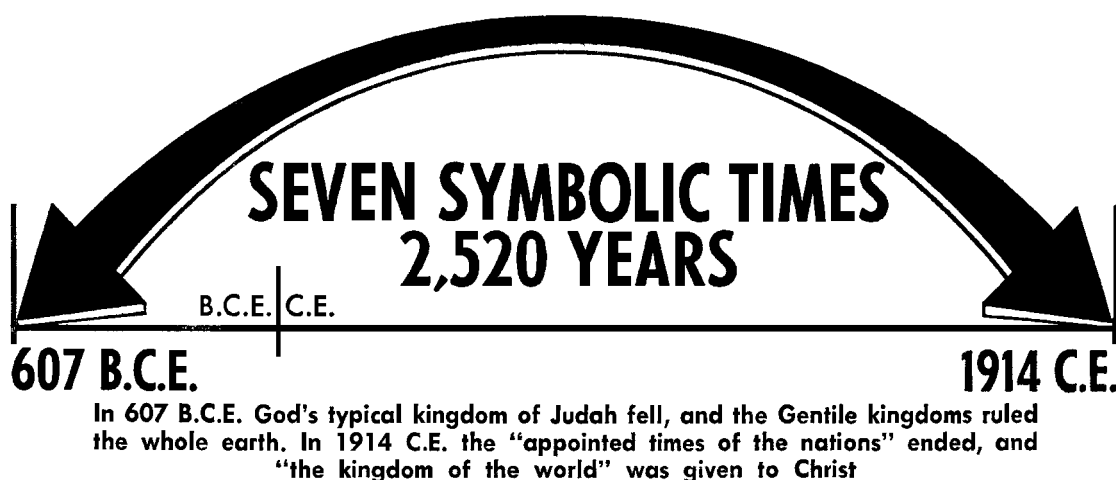 SEVEN SYMBOLIC TIMES
2,520 YEARS
B.C.E. C.E.
607 B.C.E. 1914 C.E.
In 607 B.C.E. God's typical kingdom of Judah fell, and the Gentile kingdoms ruled
the whole earth. In 1914 C.E. the “appointed times of the nations” ended, and
“the kingdom of the world” was given to Christ